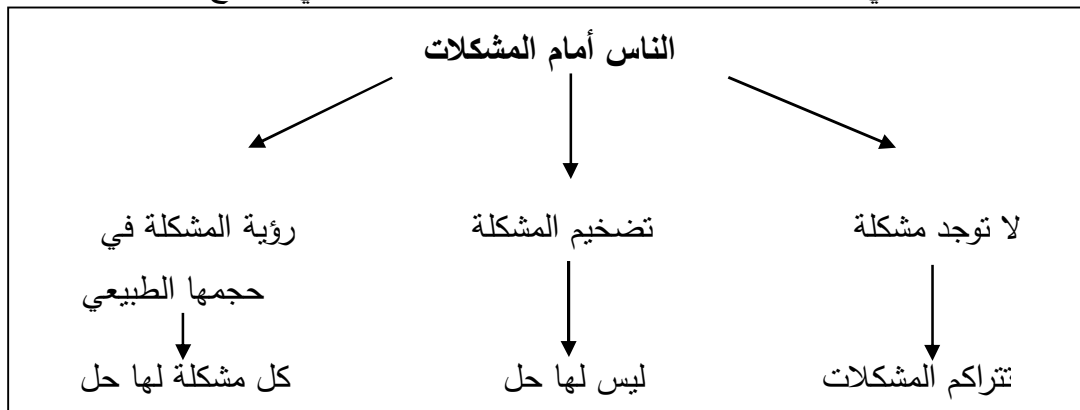 الناس أمام المشكلات
لا توجد مشكلة
تضخيم المشكلة
رؤية المشكلة في
حجمها الطبيعي
تتراكم المشكلات
ليس لها حل
كل مشكلة لها حل